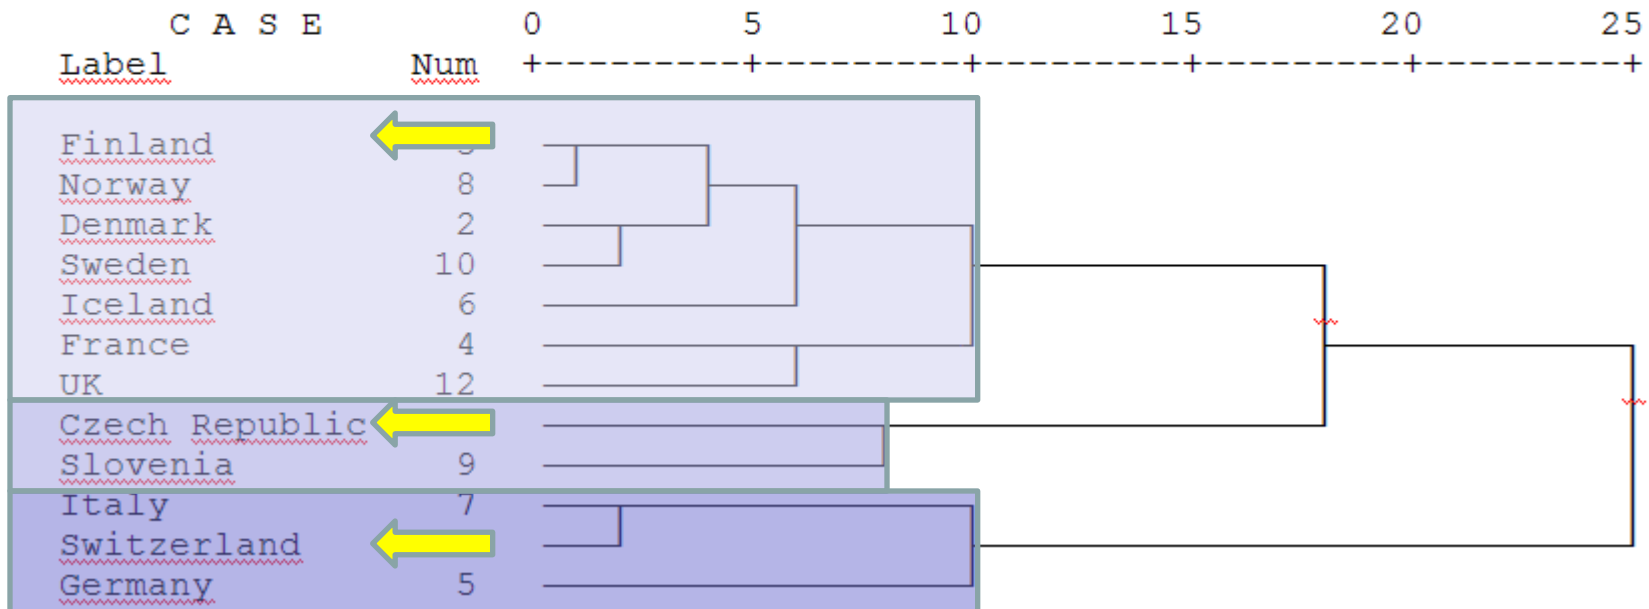 C A S E 0 5 10 15 20 25
Label Num +---------+---------+---------+---------+---------+
Finland
Norway 8
Denmark 2
Sweden 10
Iceland 6
France 4
UK 12
Czech Republic
Slovenia 9
Italy 7
Switzerland
Germany 5